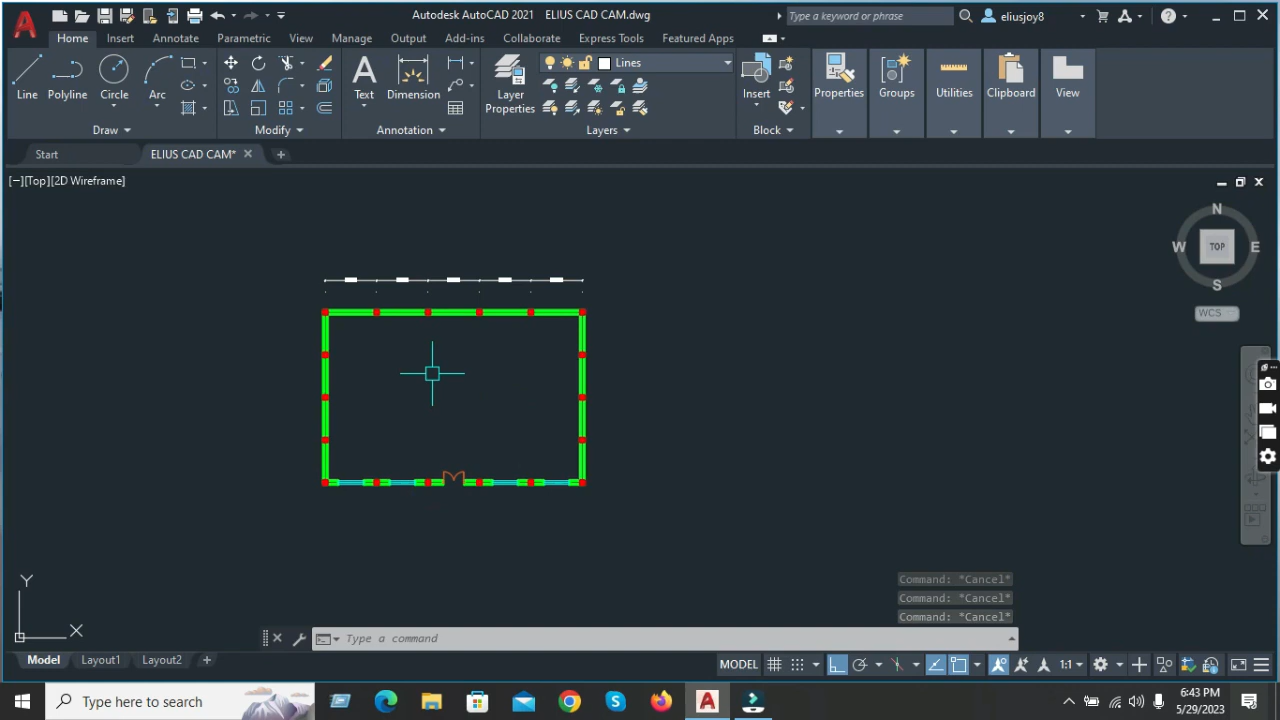 Autodesk AutoCAD 2021 ELIUS CAD CAM.dwg
Type a keyword or phrase
eliusjoy8
Home Insert Annotate Parametric View Manage Output Add-ins Collaborate Express Tools Featured Apps
Lines
Line Polyline Circle Arc
Text Dimension
Layer
Properties
Insert
Properties
Groups
Utilities
Clipboard
View
Draw Modify Annotation Layers Block
Start
ELIUS CAD CAM*
[−][Top][2D Wireframe]
N
W TOP E
S
WCS
Y
X
Command: *Cancel*
Command: *Cancel*
Command: *Cancel*
Type a command
Model Layout1 Layout2
MODEL
1:1
Type here to search
6:43 PM
5/29/2023